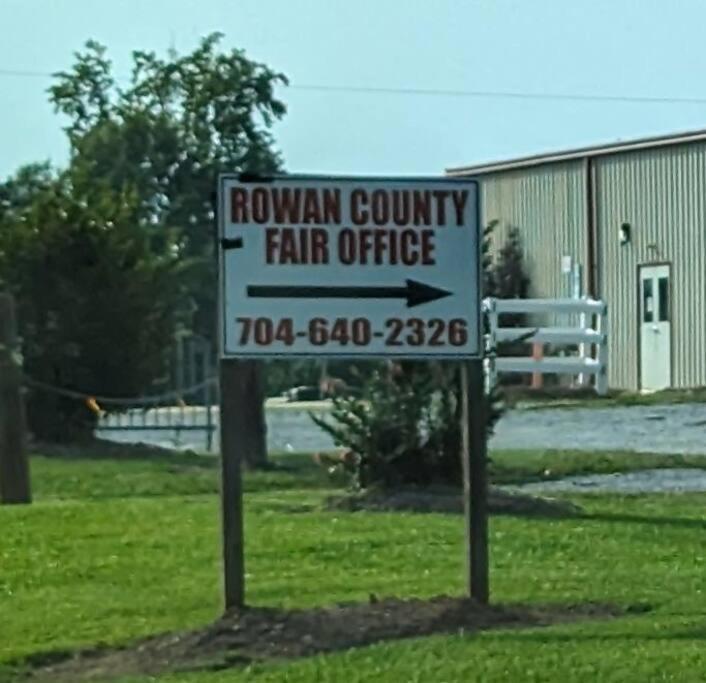 ROWAN COUNTY
FAIR OFFICE
704-640-2326